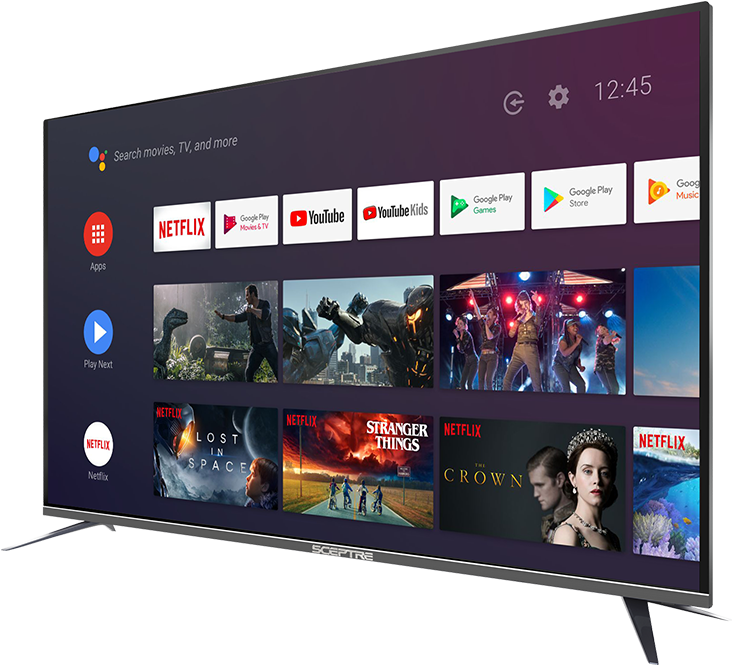 12:45
Search movies, TV, and more
NETFLIX
Google Play
Movies & TV
YouTube
YouTube Kids
Google Play
Games
Google Play
Store
Goog
Music
Apps
Play Next
NETFLIX
LOST
IN
SPACE
NETFLIX
STRANGER
THINGS
NETFLIX
THE
CROWN
NETFLIX
NETFLIX
Netflix
SCEPTRE